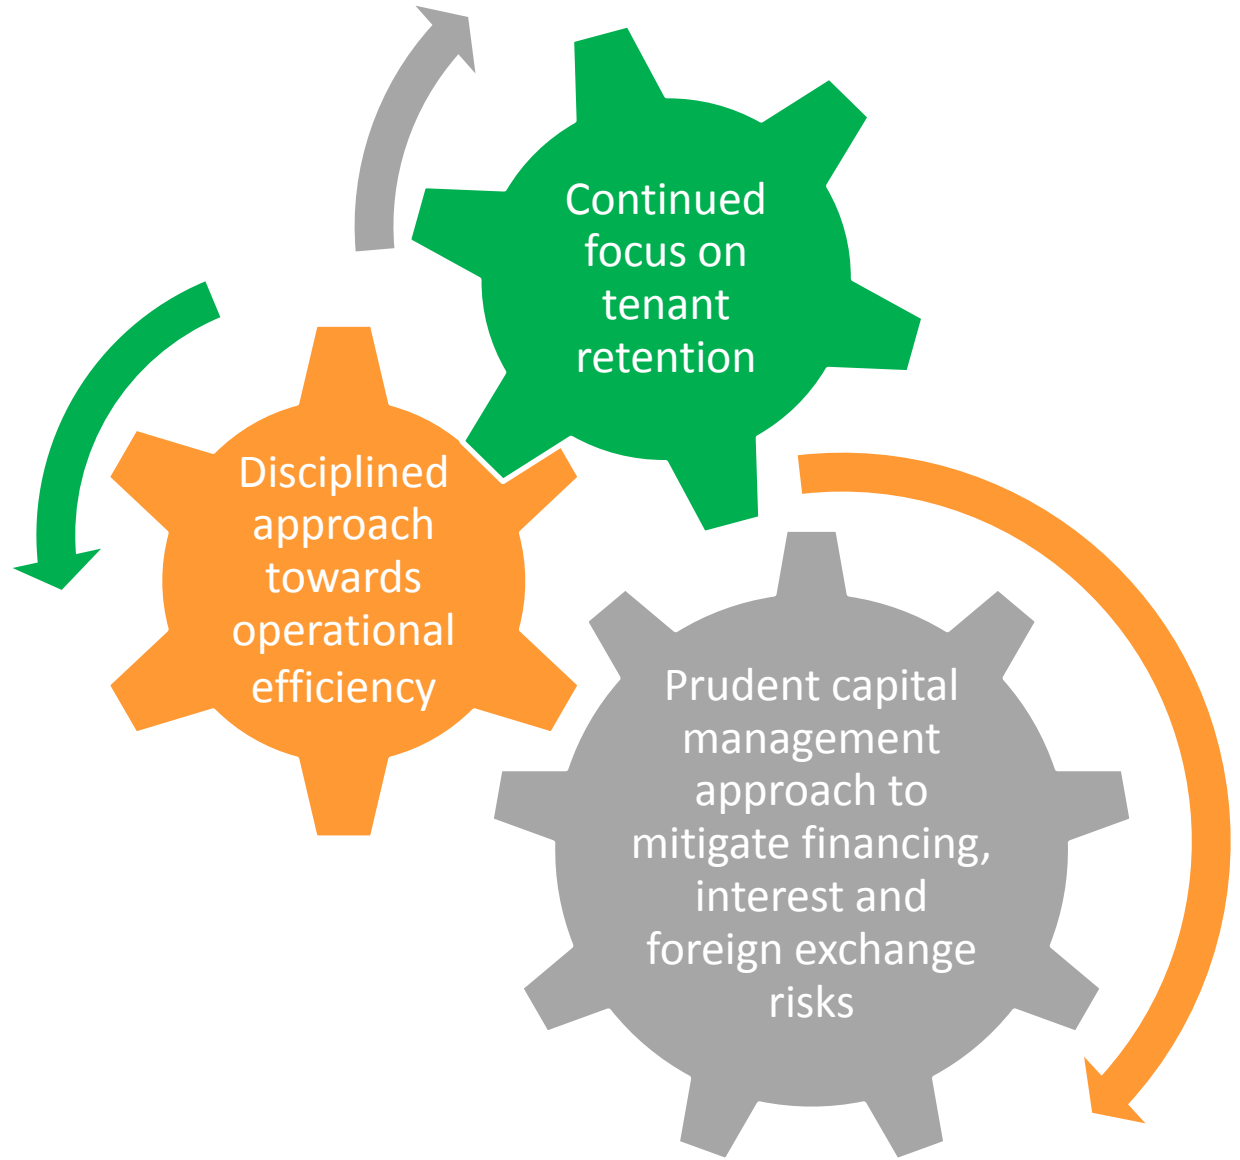 Continued
focus on
tenant
retention
Disciplined
approach
towards
operational
efficiency
Prudent capital
management
approach to
mitigate financing,
interest and
foreign exchange
risks